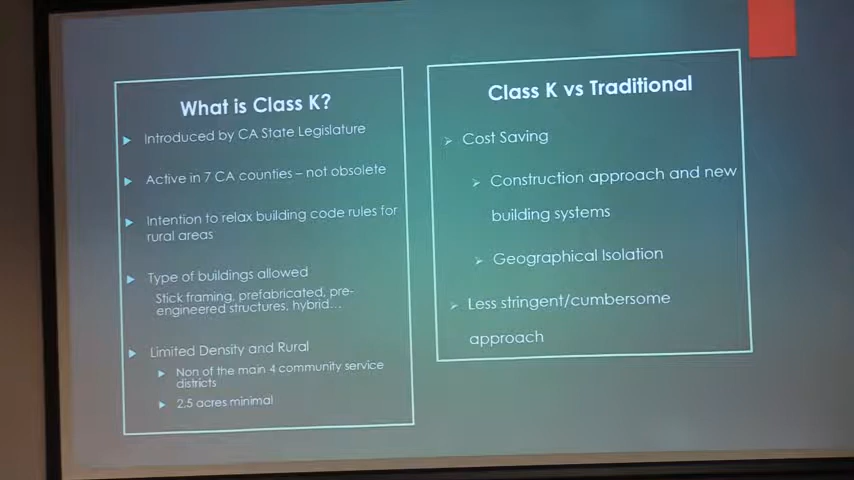 What is Class K?
Introduced by CA State Legislature
Active in 7 CA counties – not obsolete
Intention to relax building code rules for
rural areas
Type of buildings allowed
Stick framing, prefabricated, pre-
engineered structures, hybrid…
Limited Density and Rural
Non of the main 4 community service
districts
2.5 acres minimal
Class K vs Traditional
Cost Saving
Construction approach and new
building systems
Geographical Isolation
Less stringent/cumbersome
approach